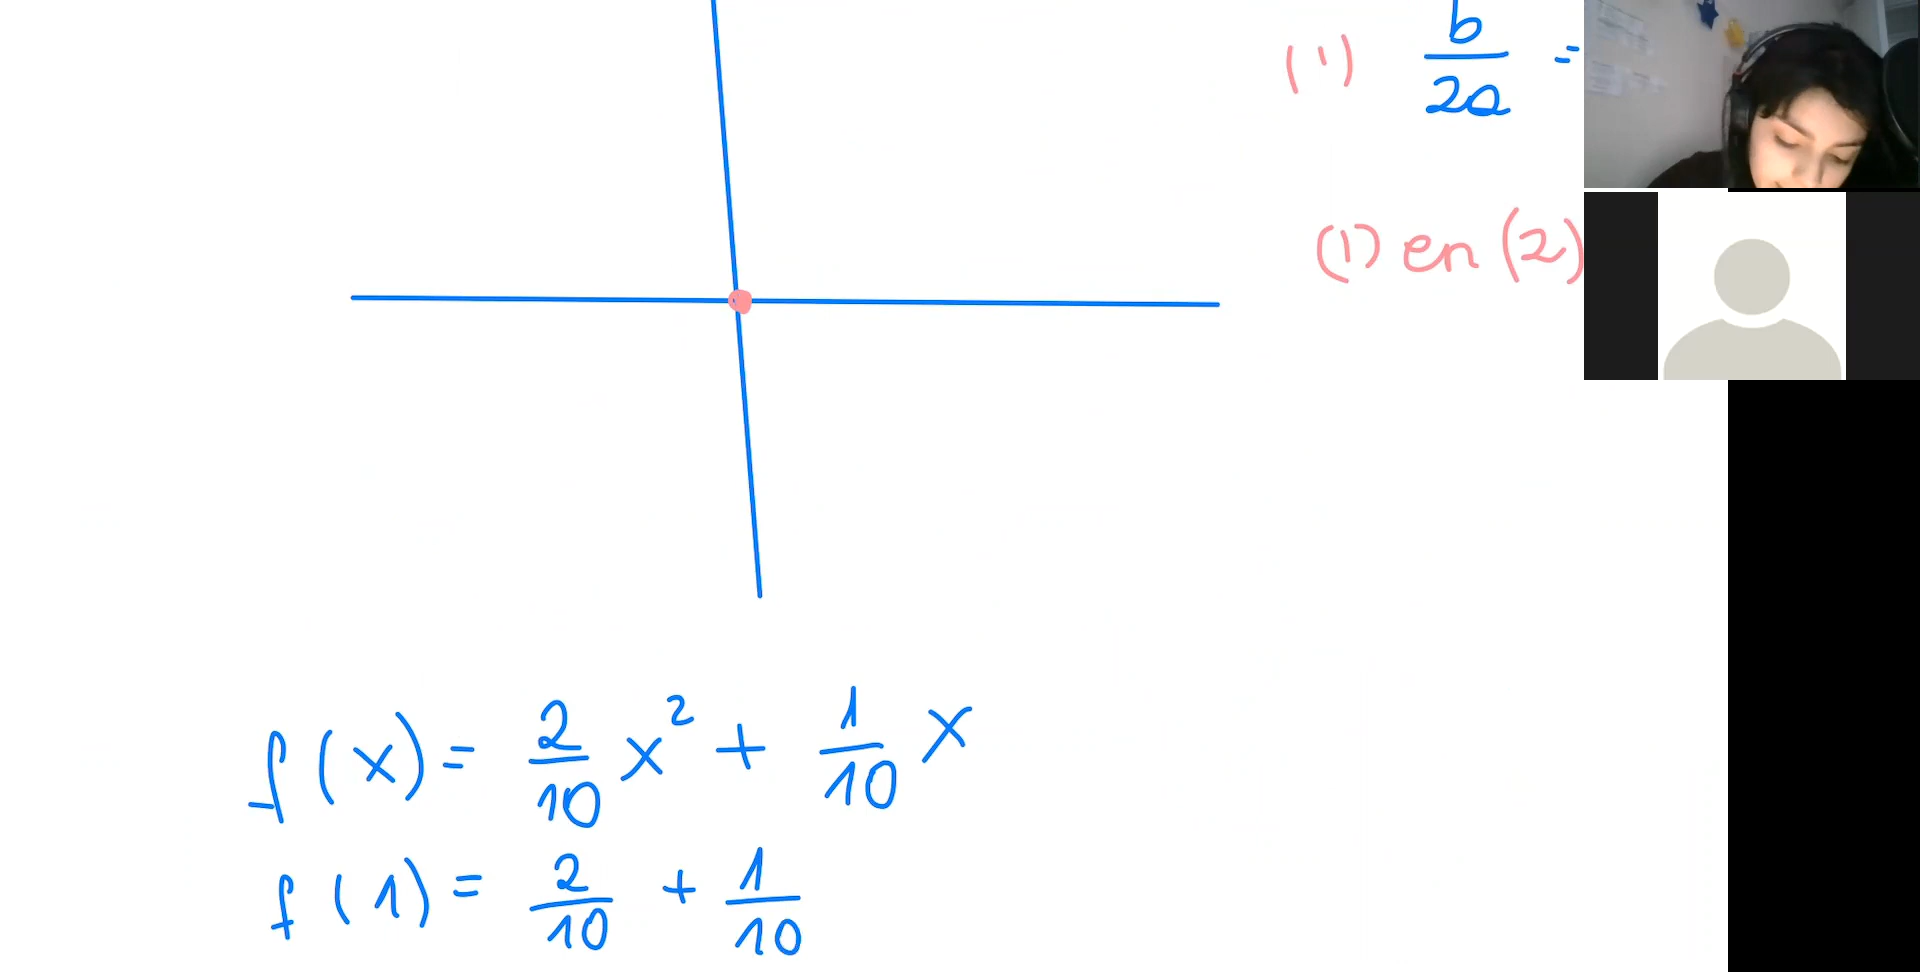 (1) b/2a =
(1) en (2)
f(x) = 2/10 x² + 1/10 x
f(1) = 2/10 + 1/10